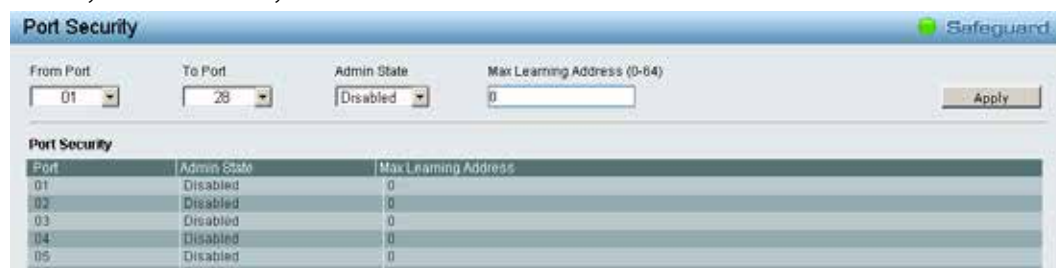 Port Security
Safeguard
From Port To Port Admin State Max Learning Address (0-64)
01 28 Disabled 0 Apply
Port Security
Port Admin State Max Learning Address
01 Disabled 0
02 Disabled 0
03 Disabled 0
04 Disabled 0
05 Disabled 0